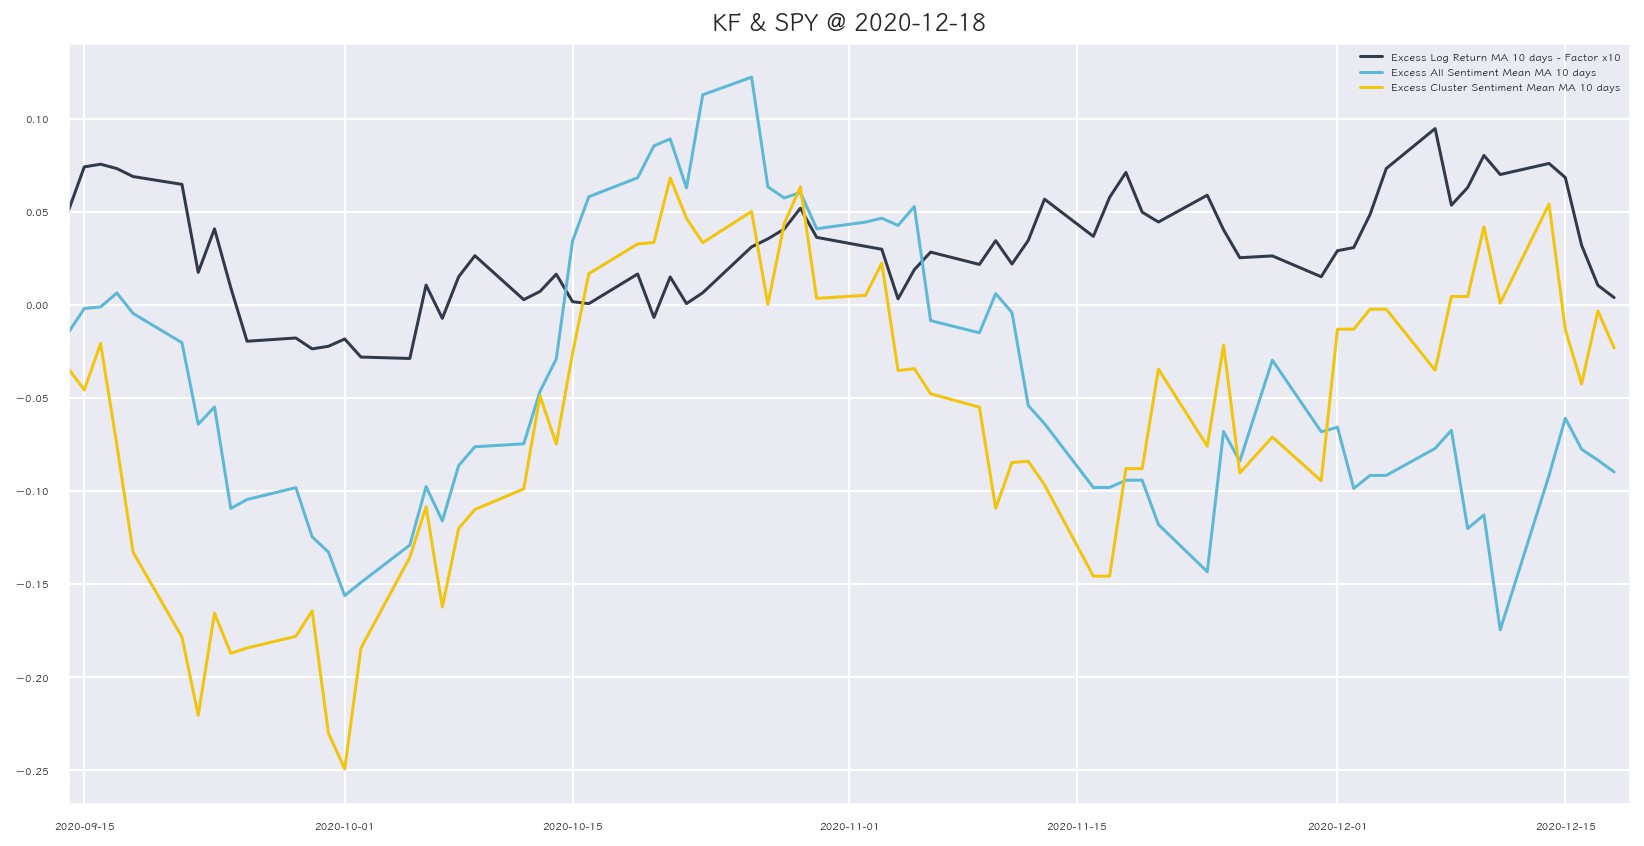 KF & SPY @ 2020-12-18
Excess Log Return MA 10 days - Factor x10
Excess All Sentiment Mean MA 10 days
Excess Cluster Sentiment Mean MA 10 days
0.10
0.05
0.00
−0.05
−0.10
−0.15
−0.20
−0.25
2020-09-15 2020-10-01 2020-10-15 2020-11-01 2020-11-15 2020-12-01 2020-12-15